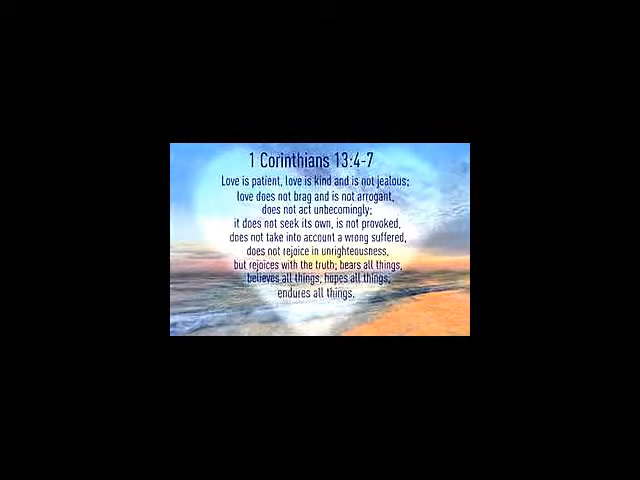 1 Corinthians 13:4-7
Love is patient, love is kind and is not jealous;
love does not brag and is not arrogant,
does not act unbecomingly;
it does not seek its own, is not provoked,
does not take into account a wrong suffered,
does not rejoice in unrighteousness,
but rejoices with the truth; bears all things,
believes all things, hopes all things,
endures all things.